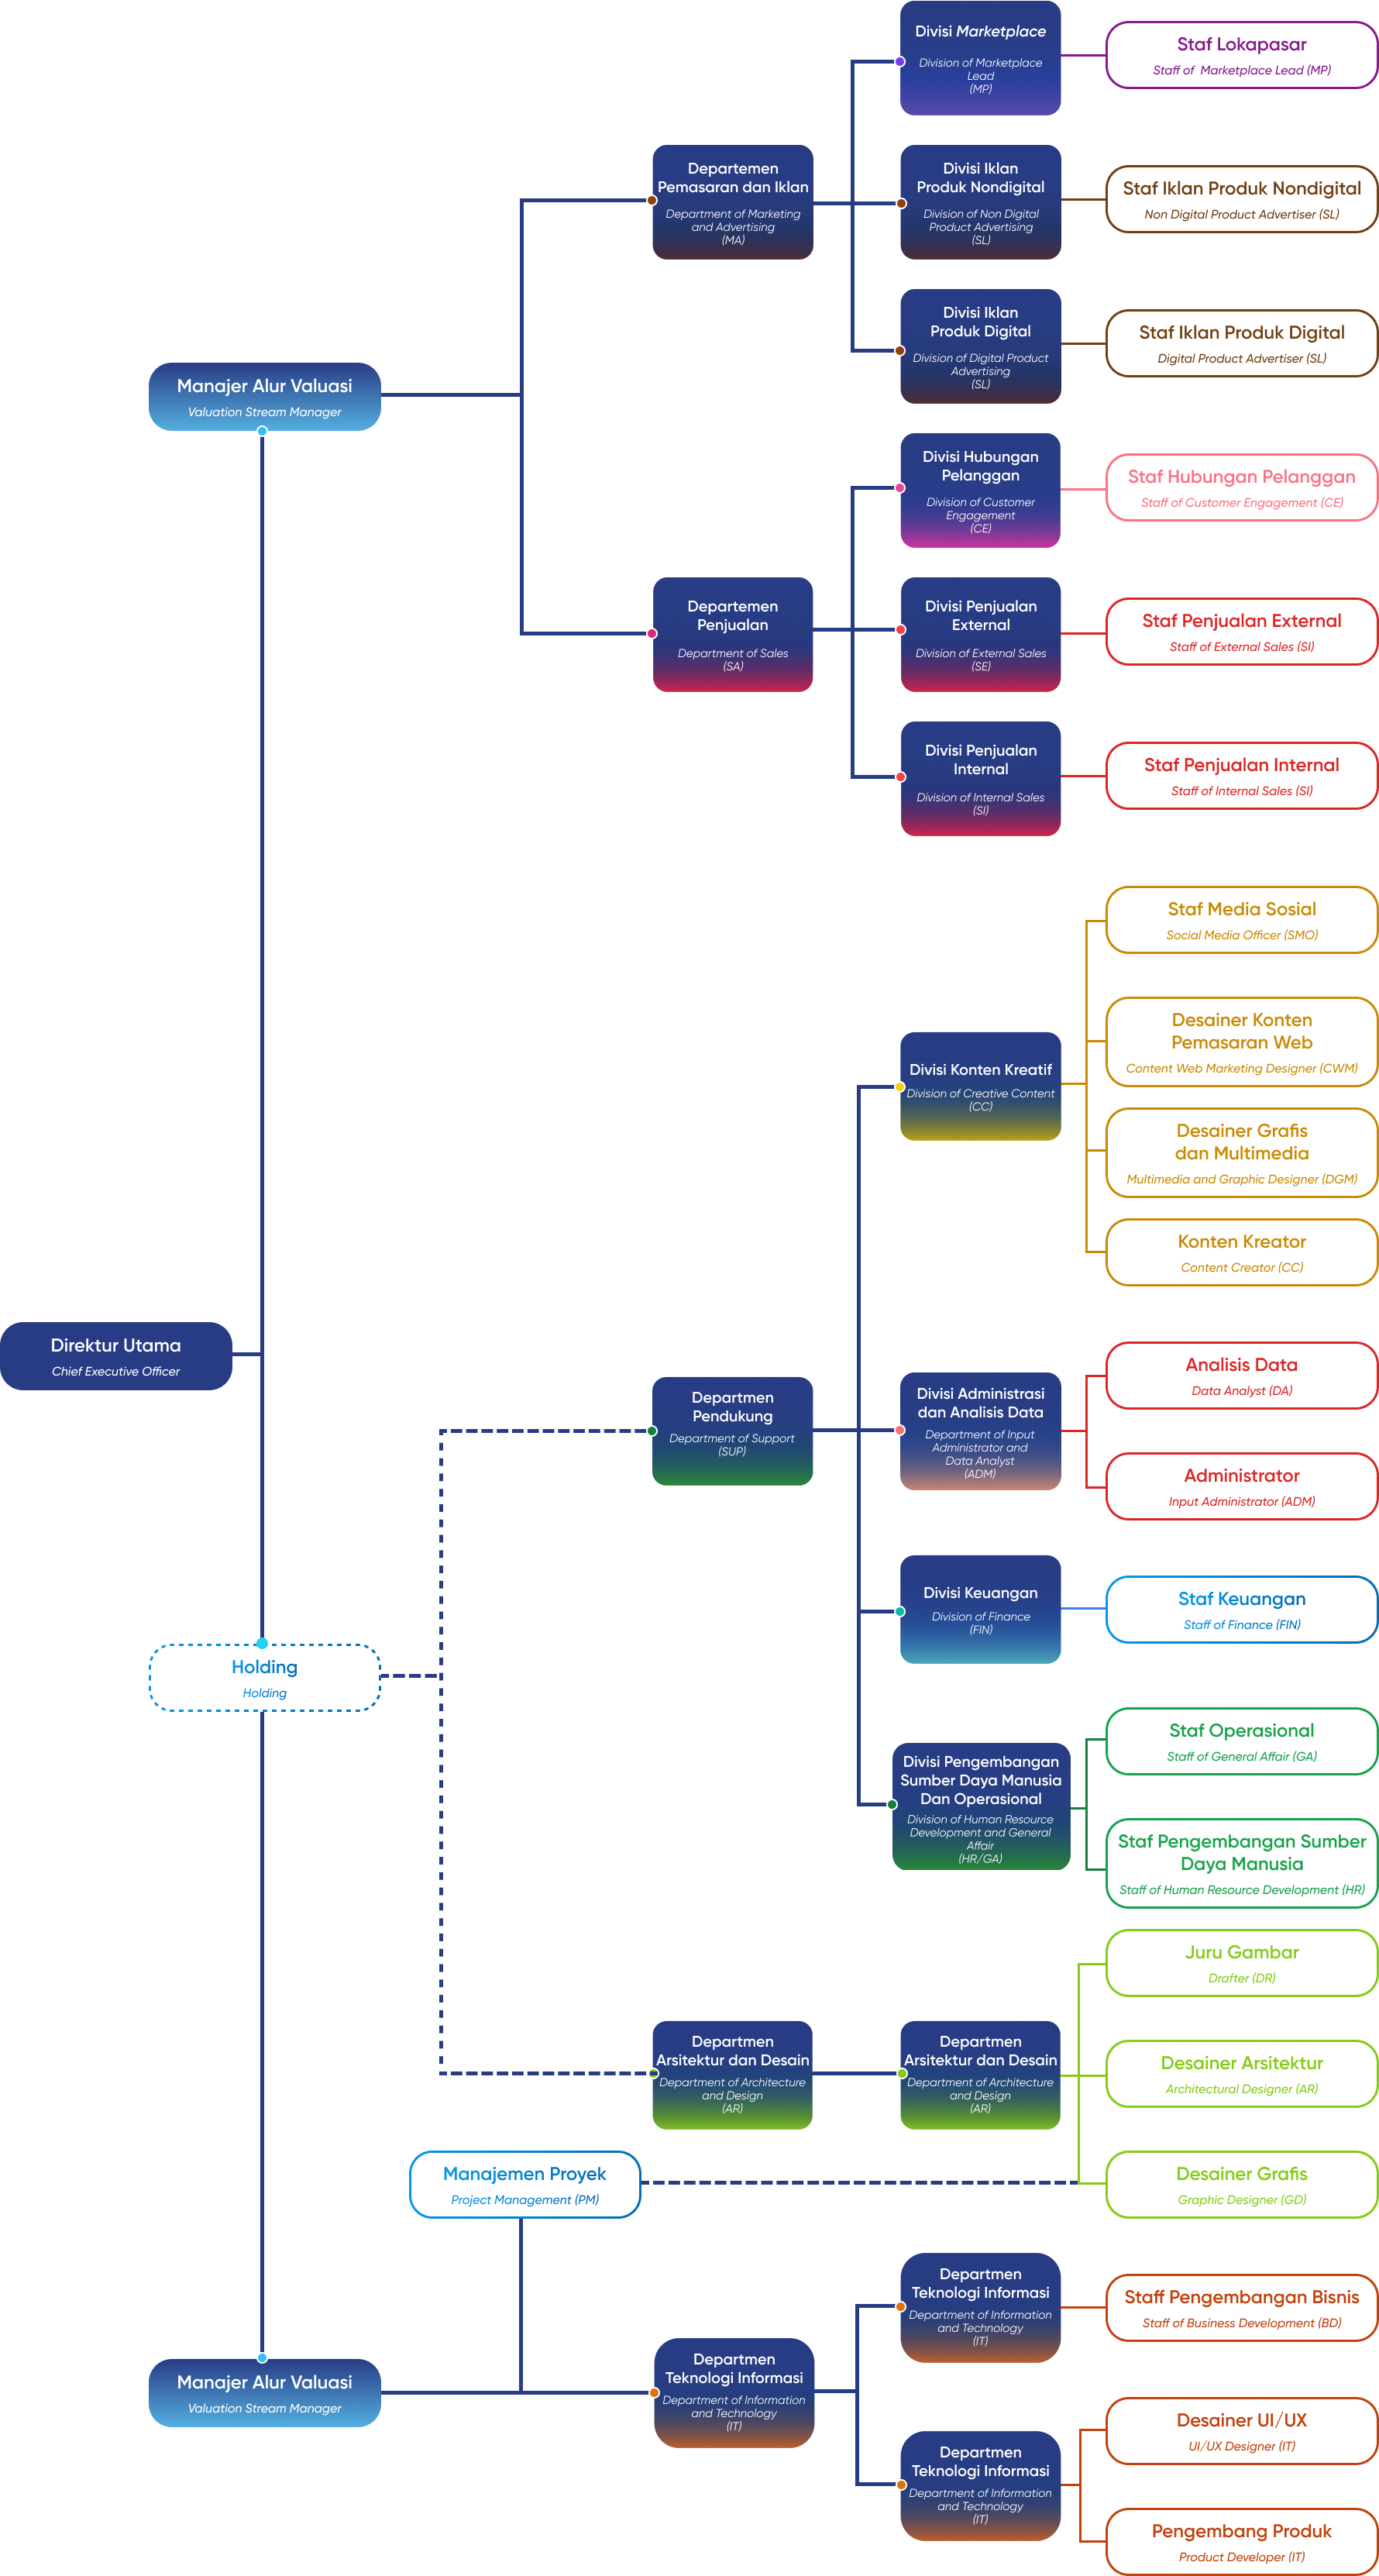 Divisi Marketplace
Division of Marketplace
Lead
(MP)
Staf Lokapasar
Staff of Marketplace Lead (MP)
Departemen
Pemasaran dan Iklan
Department of Marketing
and Advertising
(MA)
Divisi Iklan
Produk Nondigital
Division of Non Digital
Product Advertising
(SL)
Staf Iklan Produk Nondigital
Non Digital Product Advertiser (SL)
Divisi Iklan
Produk Digital
Division of Digital Product
Advertising
(SL)
Staf Iklan Produk Digital
Digital Product Advertiser (SL)
Manajer Alur Valuasi
Valuation Stream Manager
Divisi Hubungan
Pelanggan
Division of Customer
Engagement
(CE)
Staf Hubungan Pelanggan
Staff of Customer Engagement (CE)
Departemen
Penjualan
Department of Sales
(SA)
Divisi Penjualan
External
Division of External Sales
(SE)
Staf Penjualan External
Staff of External Sales (SI)
Divisi Penjualan
Internal
Division of Internal Sales
(SI)
Staf Penjualan Internal
Staff of Internal Sales (SI)
Staf Media Sosial
Social Media Officer (SMO)
Desainer Konten
Pemasaran Web
Content Web Marketing Designer (CWM)
Divisi Konten Kreatif
Division of Creative Content
(CC)
Desainer Grafis
dan Multimedia
Multimedia and Graphic Designer (DGM)
Konten Kreator
Content Creator (CC)
Direktur Utama
Chief Executive Officer
Departmen
Pendukung
Department of Support
(SUP)
Divisi Administrasi
dan Analisis Data
Department of Input
Administrator and
Data Analyst
(ADM)
Analisis Data
Data Analyst (DA)
Administrator
Input Administrator (ADM)
Divisi Keuangan
Division of Finance
(FIN)
Staf Keuangan
Staff of Finance (FIN)
Holding
Holding
Divisi Pengembangan
Sumber Daya Manusia
Dan Operasional
Division of Human Resource
Development and General
Affair
(HR/GA)
Staf Operasional
Staff of General Affair (GA)
Staf Pengembangan Sumber
Daya Manusia
Staff of Human Resource Development (HR)
Juru Gambar
Drafter (DR)
Departmen
Arsitektur dan Desain
Department of Architecture
and Design
(AR)
Departmen
Arsitektur dan Desain
Department of Architecture
and Design
(AR)
Desainer Arsitektur
Architectural Designer (AR)
Manajemen Proyek
Project Management (PM)
Desainer Grafis
Graphic Designer (GD)
Departmen
Teknologi Informasi
Department of Information
and Technology
(IT)
Staff Pengembangan Bisnis
Staff of Business Development (BD)
Manajer Alur Valuasi
Valuation Stream Manager
Departmen
Teknologi Informasi
Department of Information
and Technology
(IT)
Departmen
Teknologi Informasi
Department of Information
and Technology
(IT)
Desainer UI/UX
UI/UX Designer (IT)
Pengembang Produk
Product Developer (IT)